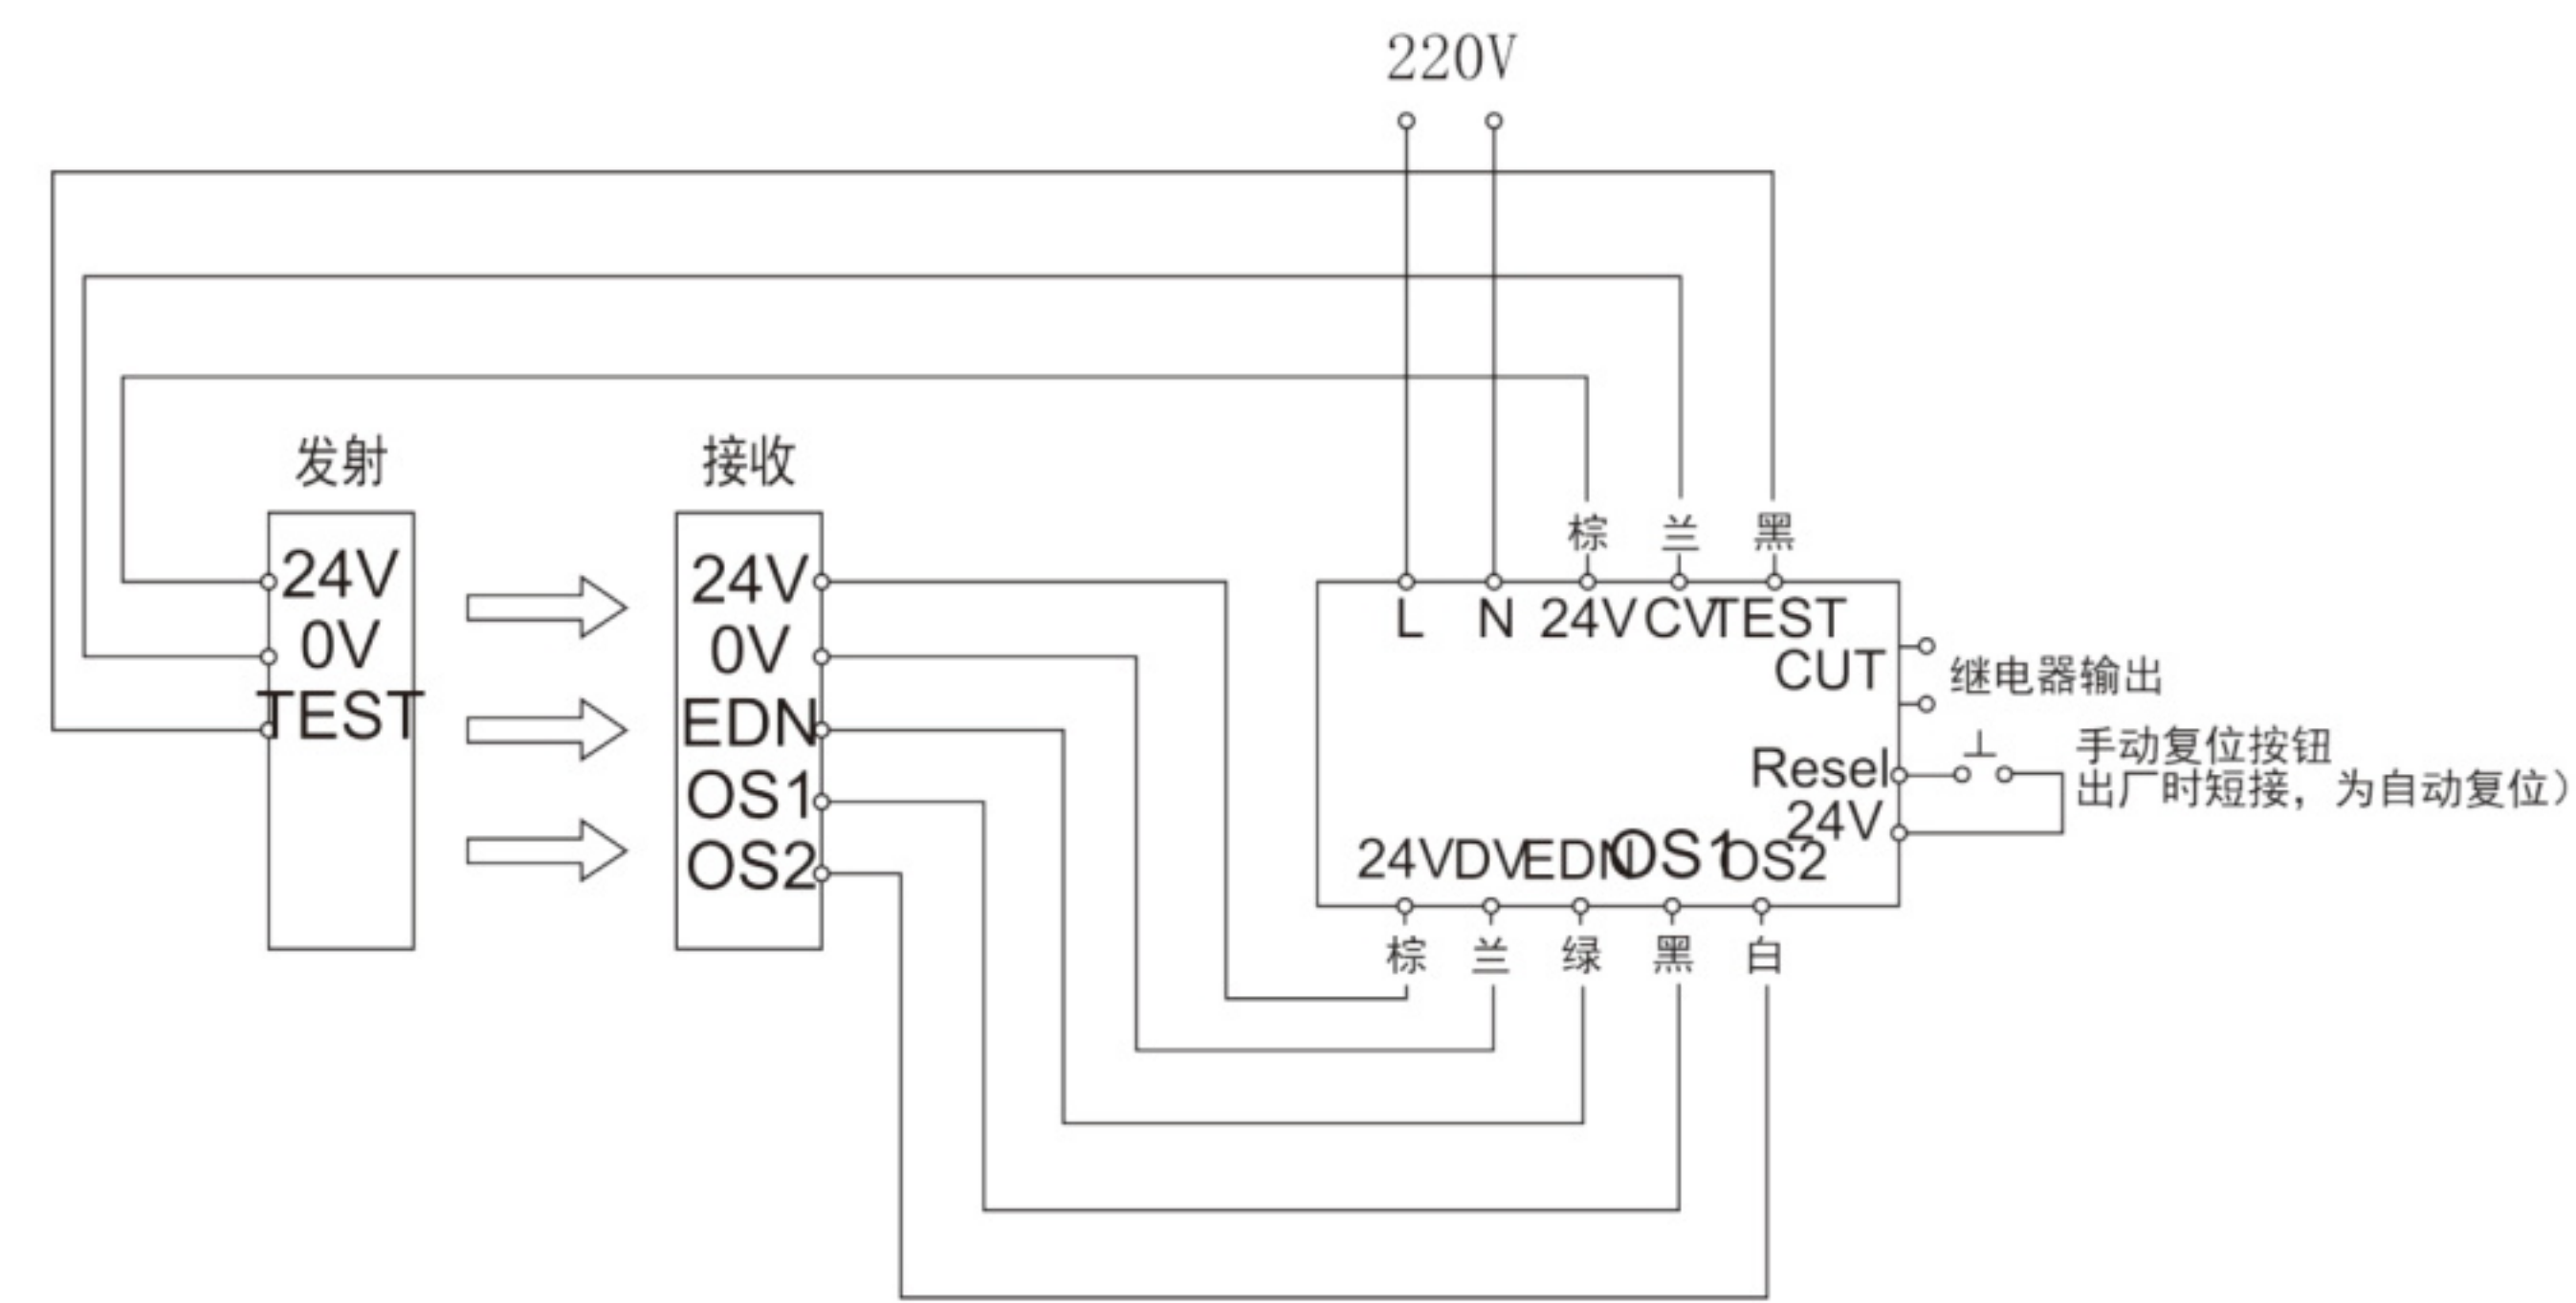 220V
发射
接收
棕 兰 黑
24V
0V
TEST
24V
0V
EDN
OS1
OS2
L N 24V CV TEST
CUT
继电器输出
Resel
手动复位按钮
出厂时短接，为自动复位）
24V
24V DV EDN OS1 OS2
棕 兰 绿 黑 白